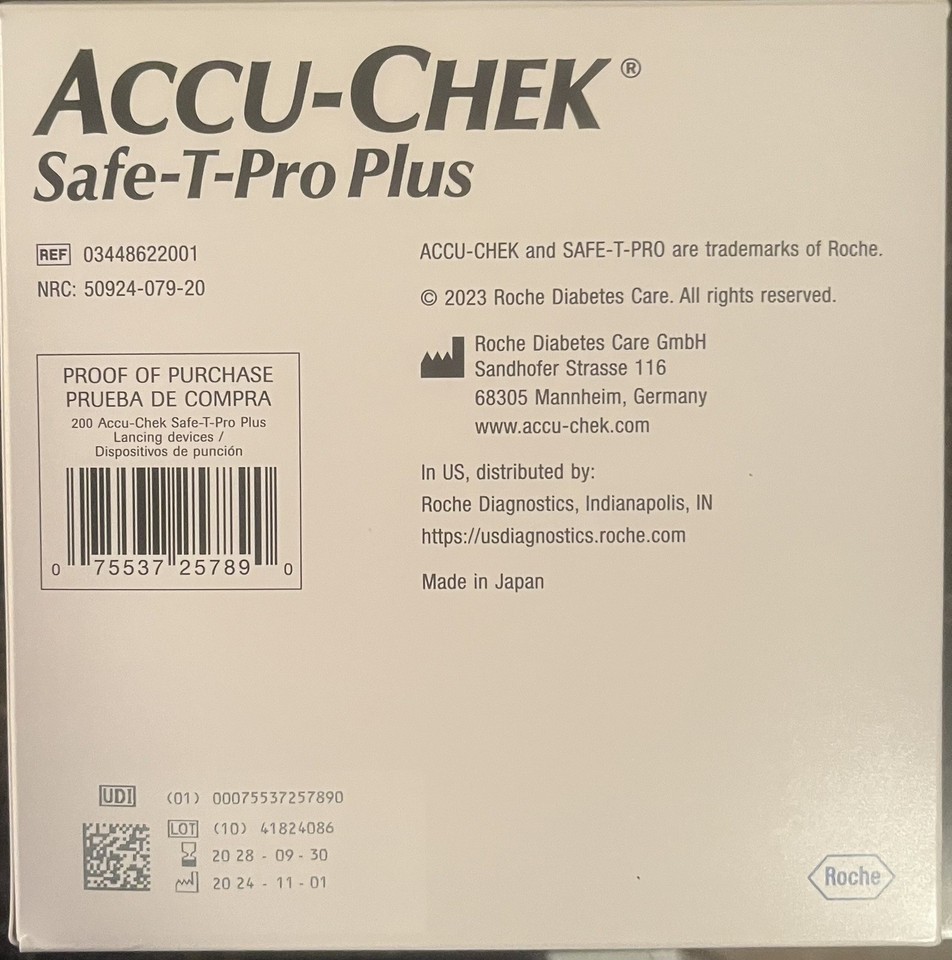 ACCU-CHEK®
Safe-T-Pro Plus
REF 03448622001
NRC: 50924-079-20
PROOF OF PURCHASE
PRUEBA DE COMPRA
200 Accu-Chek Safe-T-Pro Plus
Lancing devices /
Dispositivos de punción
0 75537 25789 0
ACCU-CHEK and SAFE-T-PRO are trademarks of Roche.
© 2023 Roche Diabetes Care. All rights reserved.
Roche Diabetes Care GmbH
Sandhofer Strasse 116
68305 Mannheim, Germany
www.accu-chek.com
In US, distributed by:
Roche Diagnostics, Indianapolis, IN
https://usdiagnostics.roche.com
Made in Japan
UDI (01) 00075537257890
LOT (10) 41824086
2028-09-30
2024-11-01
Roche